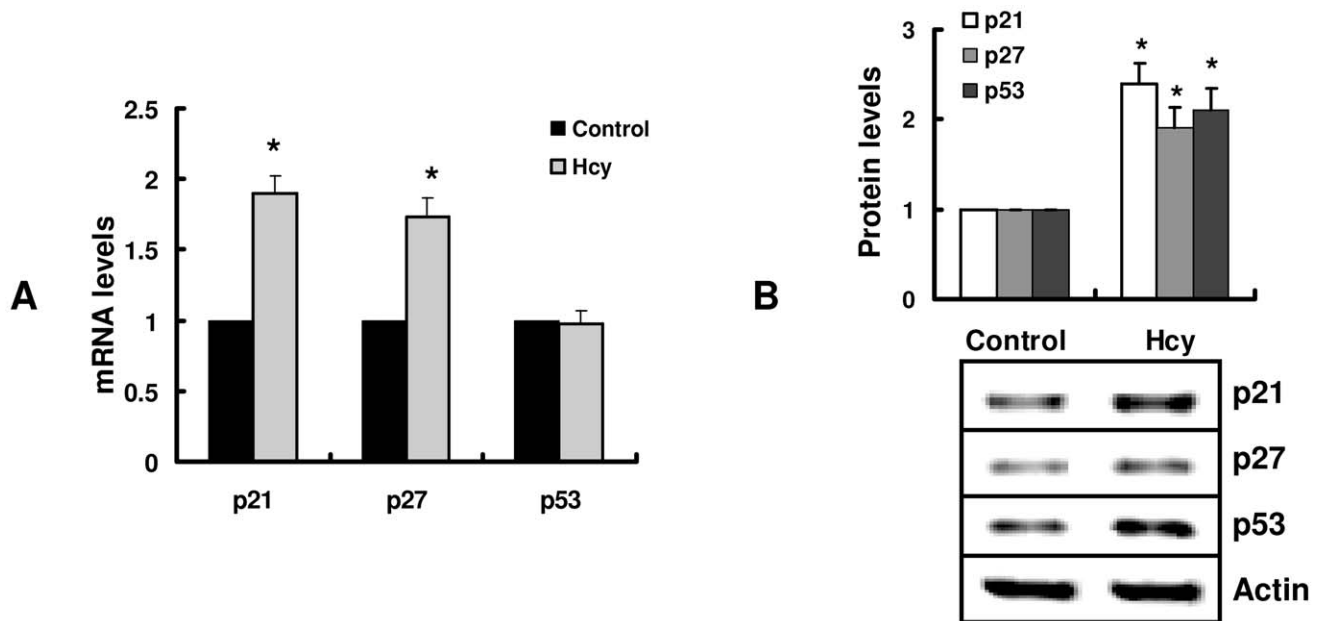 A
mRNA levels
2.5
2
1.5
1
0.5
0
* *
Control
Hcy
p21 p27 p53
B
Protein levels
3
2
1
0
p21
p27
p53
* * *
Control Hcy
p21
p27
p53
Actin